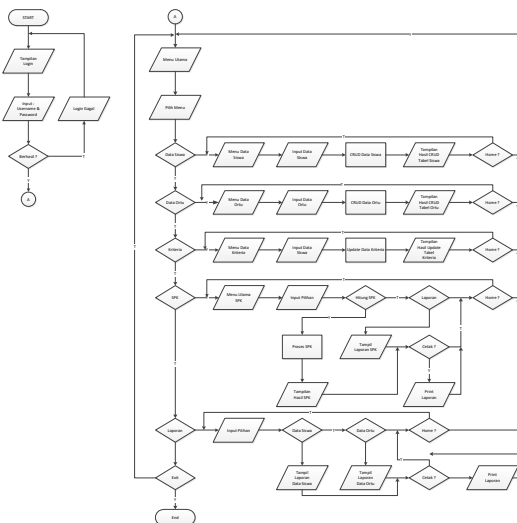 START
Tampilan
Login
Input :
Username &
Password
Login Gagal
Berhasil ?
A
A
Menu Utama
Pilih Menu
Data Siswa
Menu Data
Siswa
Input Data
Siswa
CRUD Data Siswa
Tampilan
Hasil CRUD
Tabel Siswa
Home ?
Data Ortu
Menu Data
Ortu
Input Data
Ortu
CRUD Data Ortu
Tampilan
Hasil CRUD
Tabel Ortu
Home ?
Kriteria
Menu Data
Kriteria
Input Data
Siswa
Update Data Kriteria
Tampilan
Hasil Update
Tabel
Kriteria
Home ?
SPK
Menu Utama
SPK
Input Pilihan
Hitung SPK
Laporan
Home ?
Proses SPK
Tampil
Laporan SPK
Cetak ?
Tampilan
Hasil SPK
Print
Laporan
Laporan
Input Pilihan
Data Siswa
Data Ortu
Home ?
Exit
Tampil
Laporan
Data Siswa
Tampil
Laporan
Data Ortu
Cetak ?
Print
Laporan
End